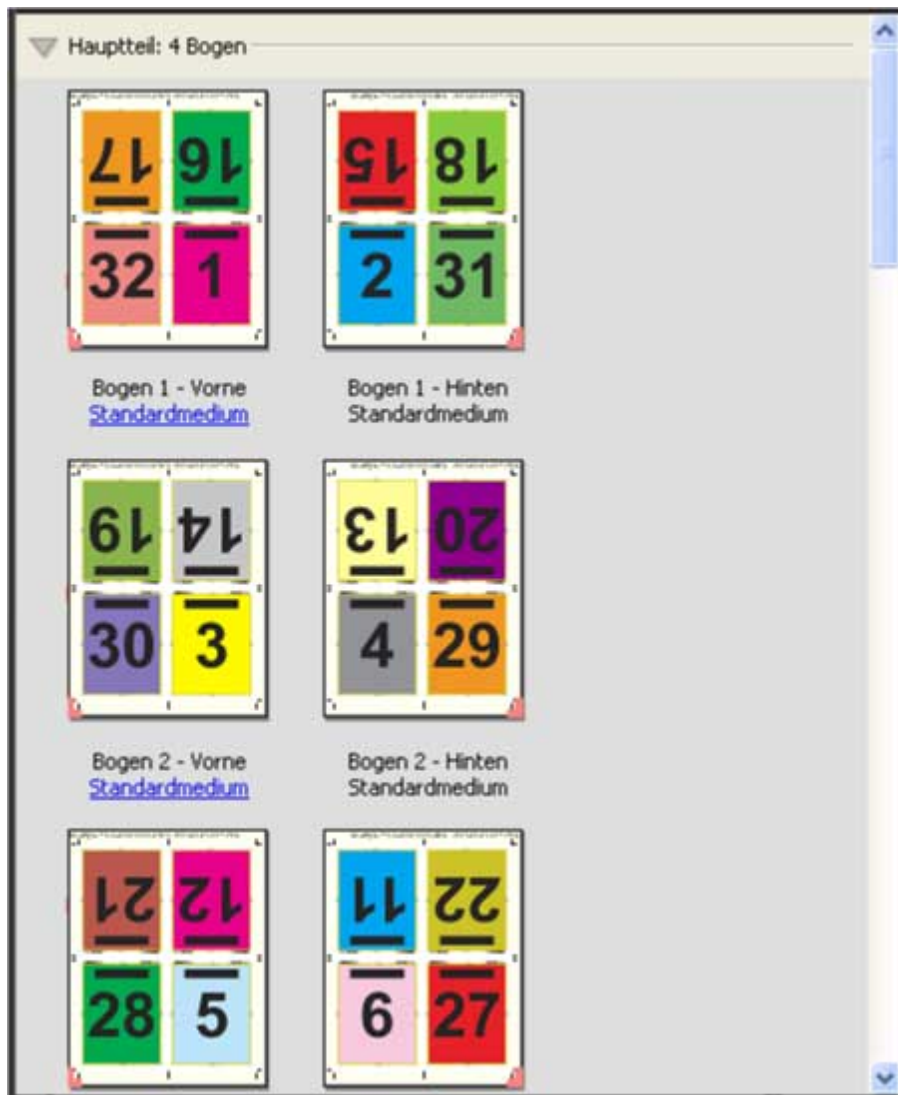 Hauptteil: 4 Bogen
17 16 15 18
32 1 2 31
Bogen 1 - Vorne Bogen 1 - Hinten
Standardmedium Standardmedium
19 14 13 20
30 3 4 29
Bogen 2 - Vorne Bogen 2 - Hinten
Standardmedium Standardmedium
21 12 11 22
28 5 6 27